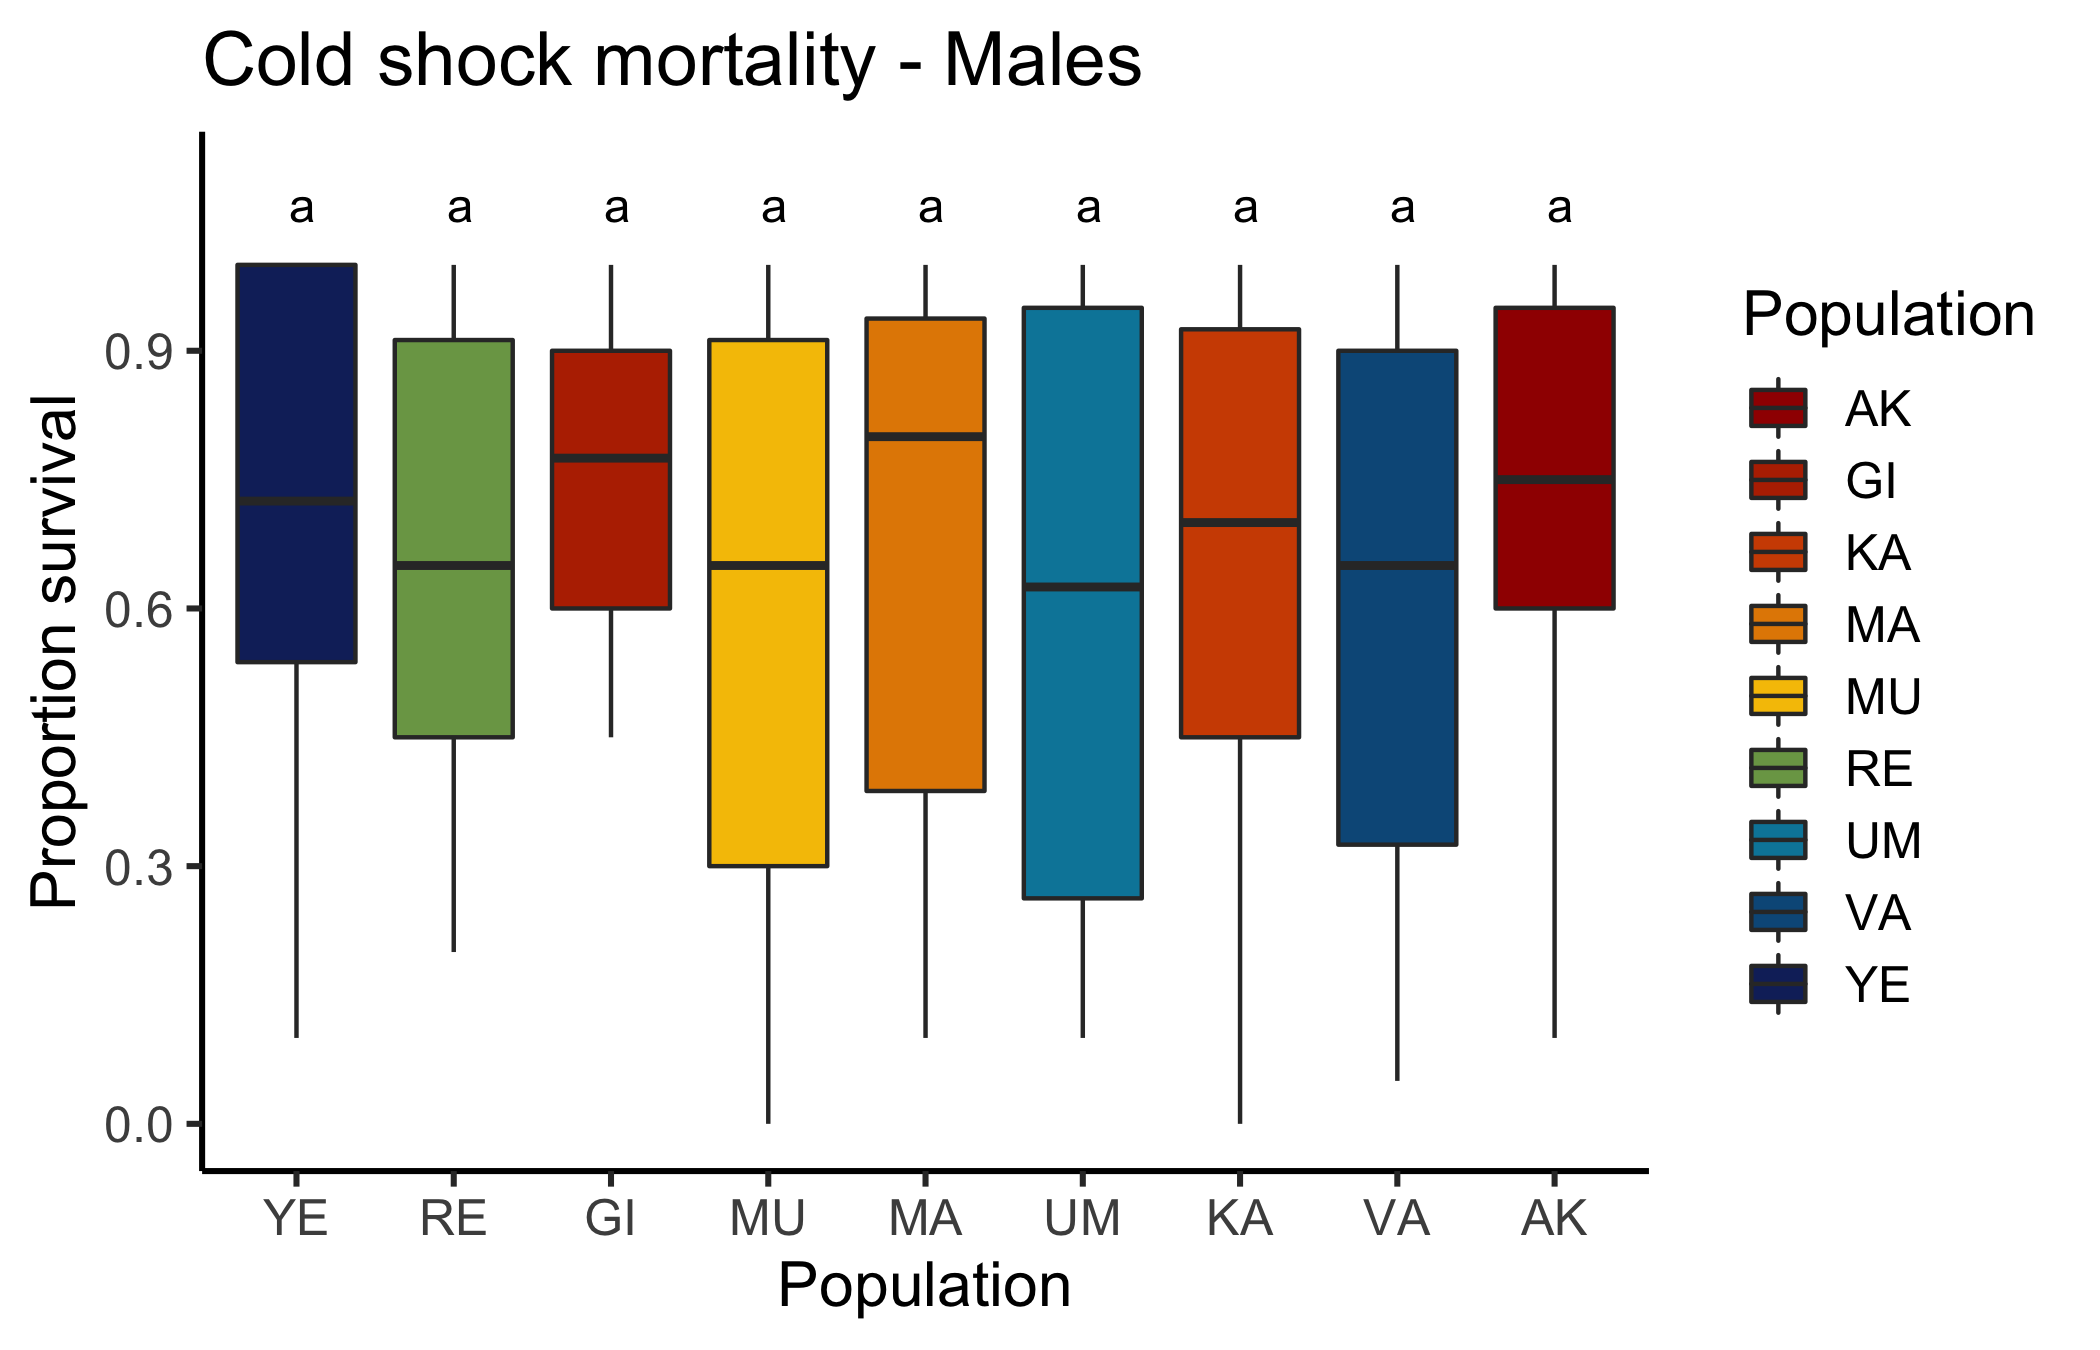 Cold shock mortality - Males
a a a a a a a a a
Proportion survival
0.9
0.6
0.3
0.0
YE RE GI MU MA UM KA VA AK
Population
Population
AK
GI
KA
MA
MU
RE
UM
VA
YE